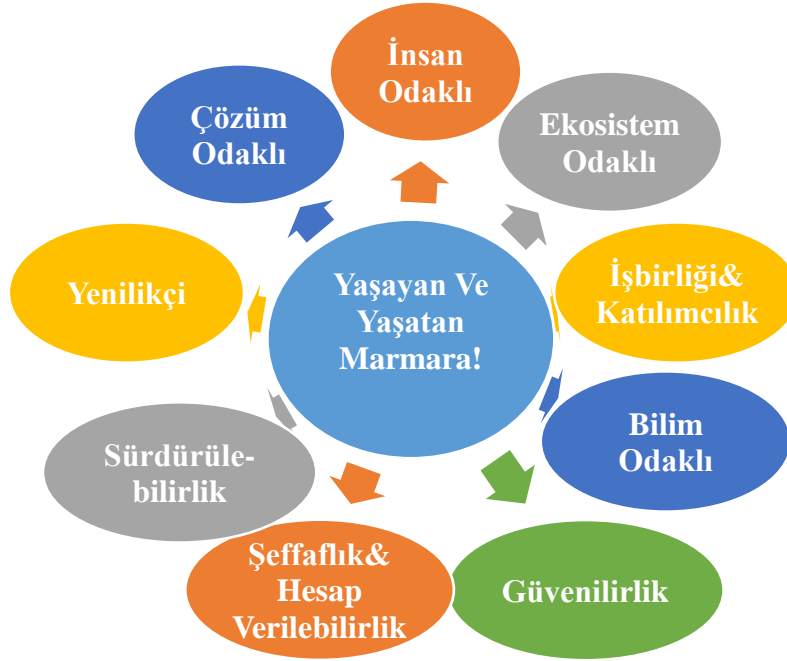 İnsan
Odaklı
Ekosistem
Odaklı
İşbirliği&
Katılımcılık
Bilim
Odaklı
Güvenilirlik
Şeffaflık&
Hesap
Verilebilirlik
Sürdürüle-
bilirlik
Yenilikçi
Çözüm
Odaklı
Yaşayan Ve
Yaşatan
Marmara!